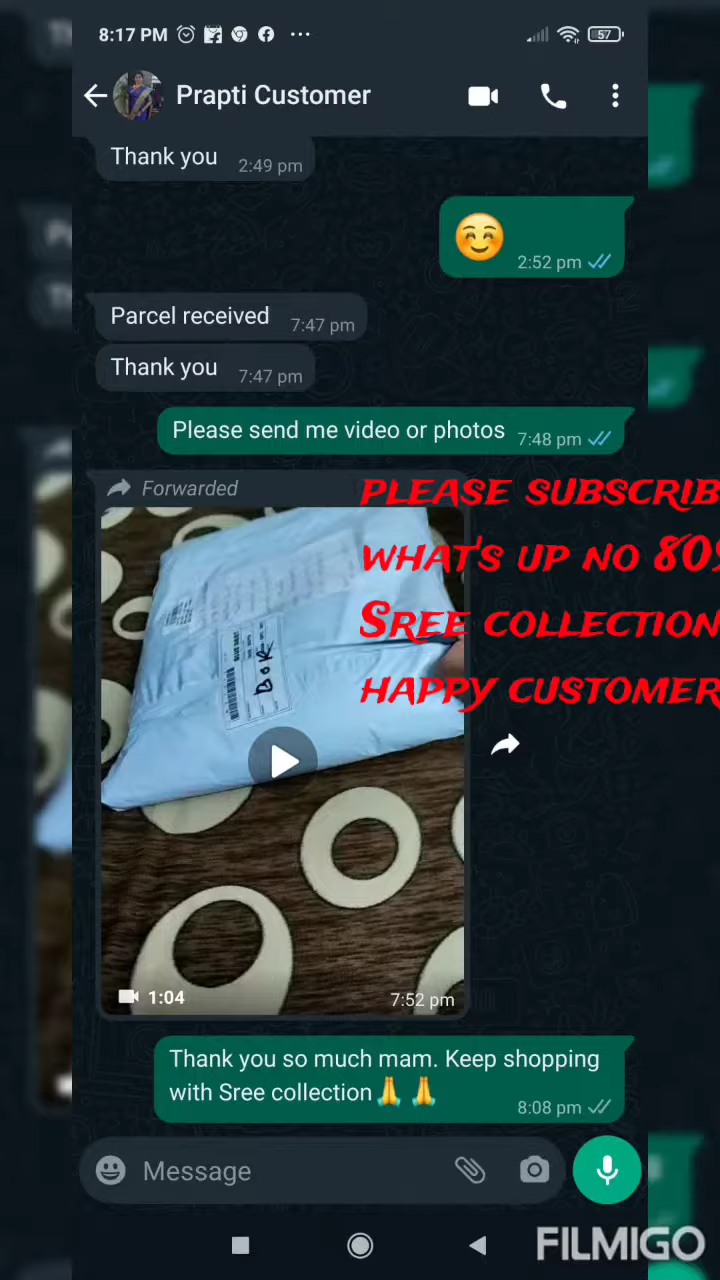 8:17 PM
57
Prapti Customer
Thank you 2:49 pm
2:52 pm
Parcel received 7:47 pm
Thank you 7:47 pm
Please send me video or photos 7:48 pm
Forwarded
PLEASE SUBSCRIB
WHAT'S UP NO 809
SREE COLLECTION
HAPPY CUSTOMER
BOK
1:04 7:52 pm
Thank you so much mam. Keep shopping
with Sree collection🙏🙏
8:08 pm
Message
FILMIGO